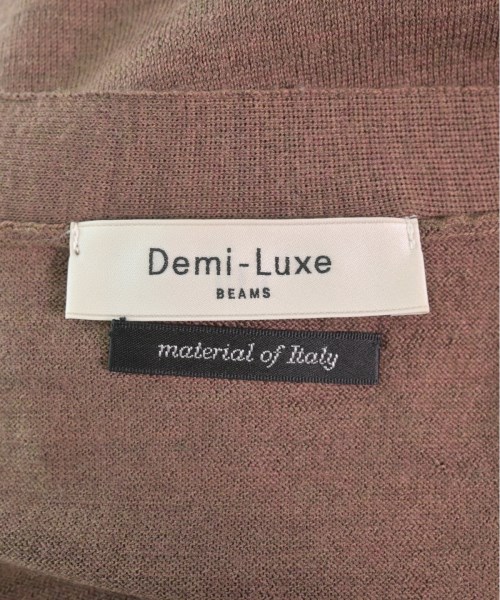 Demi-Luxe
BEAMS
material of Italy